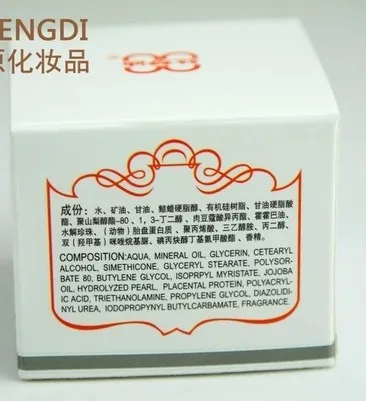 ENGDI
原化妆品
成份：水、矿油、甘油、鲸蜡硬脂醇、有机硅树脂、甘油硬脂酸
酯、聚山梨醇酯-80 、1，3-丁二醇、肉豆蔻酸异丙酯、霍霍巴油、
水解珍珠、（动物）胎盘蛋白质 、聚丙烯酸、三乙醇胺、丙二醇、
双（羟甲基）咪唑烷基脲、碘丙炔醇丁基氨甲酸酯、香精。
COMPOSITION:AQUA, MINERAL OIL, GLYCERIN, CETEARYL
ALCOHOL, SIMETHICONE, GLYCERYL STEARATE, POLYSOR-
BATE 80, BUTYLENE GLYCOL, ISOPRPYL MYRISTATE, JOJOBA
OIL, HYDROLYZED PEARL, PLACENTAL PROTEIN, POLYACRYL-
IC ACID, TRIETHANOLAMINE, PROPYLENE GLYCOL, DIAZOLIDI-
NYL UREA, IODOPROPYNYL BUTYLCARBAMATE, FRAGRANCE.